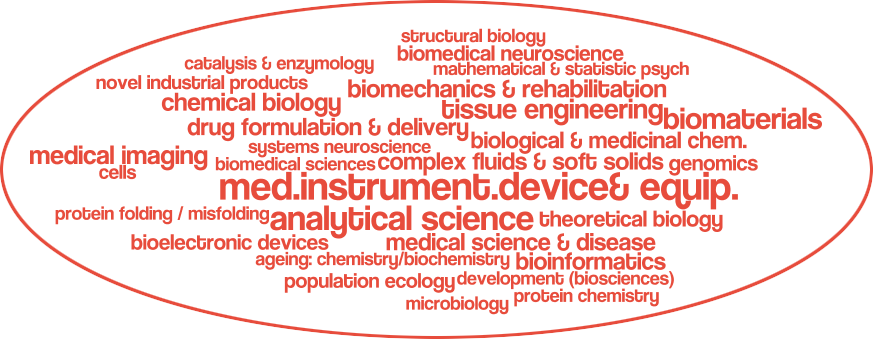 structural biology
biomedical neuroscience
catalysis & enzymology
mathematical & statistic psych
novel industrial products
biomechanics & rehabilitation
chemical biology
tissue engineering
biomaterials
drug formulation & delivery
biological & medicinal chem.
systems neuroscience
medical imaging
biomedical sciences
complex fluids & soft solids
genomics
cells
med.instrument.device& equip.
protein folding / misfolding
analytical science
theoretical biology
bioelectronic devices
medical science & disease
ageing: chemistry/biochemistry
bioinformatics
population ecology
development (biosciences)
microbiology
protein chemistry